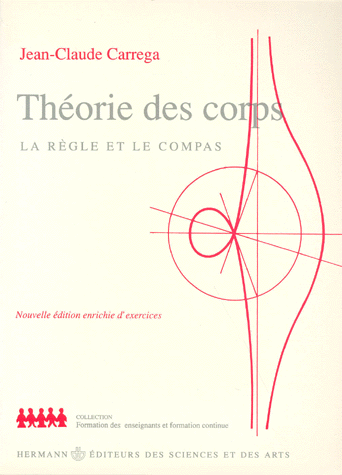 Jean-Claude Carrega
Théorie des corps
LA RÈGLE ET LE COMPAS
Nouvelle édition enrichie d'exercices
COLLECTION
Formation des enseignants et formation continue
HERMANN ÉDITEURS DES SCIENCES ET DES ARTS